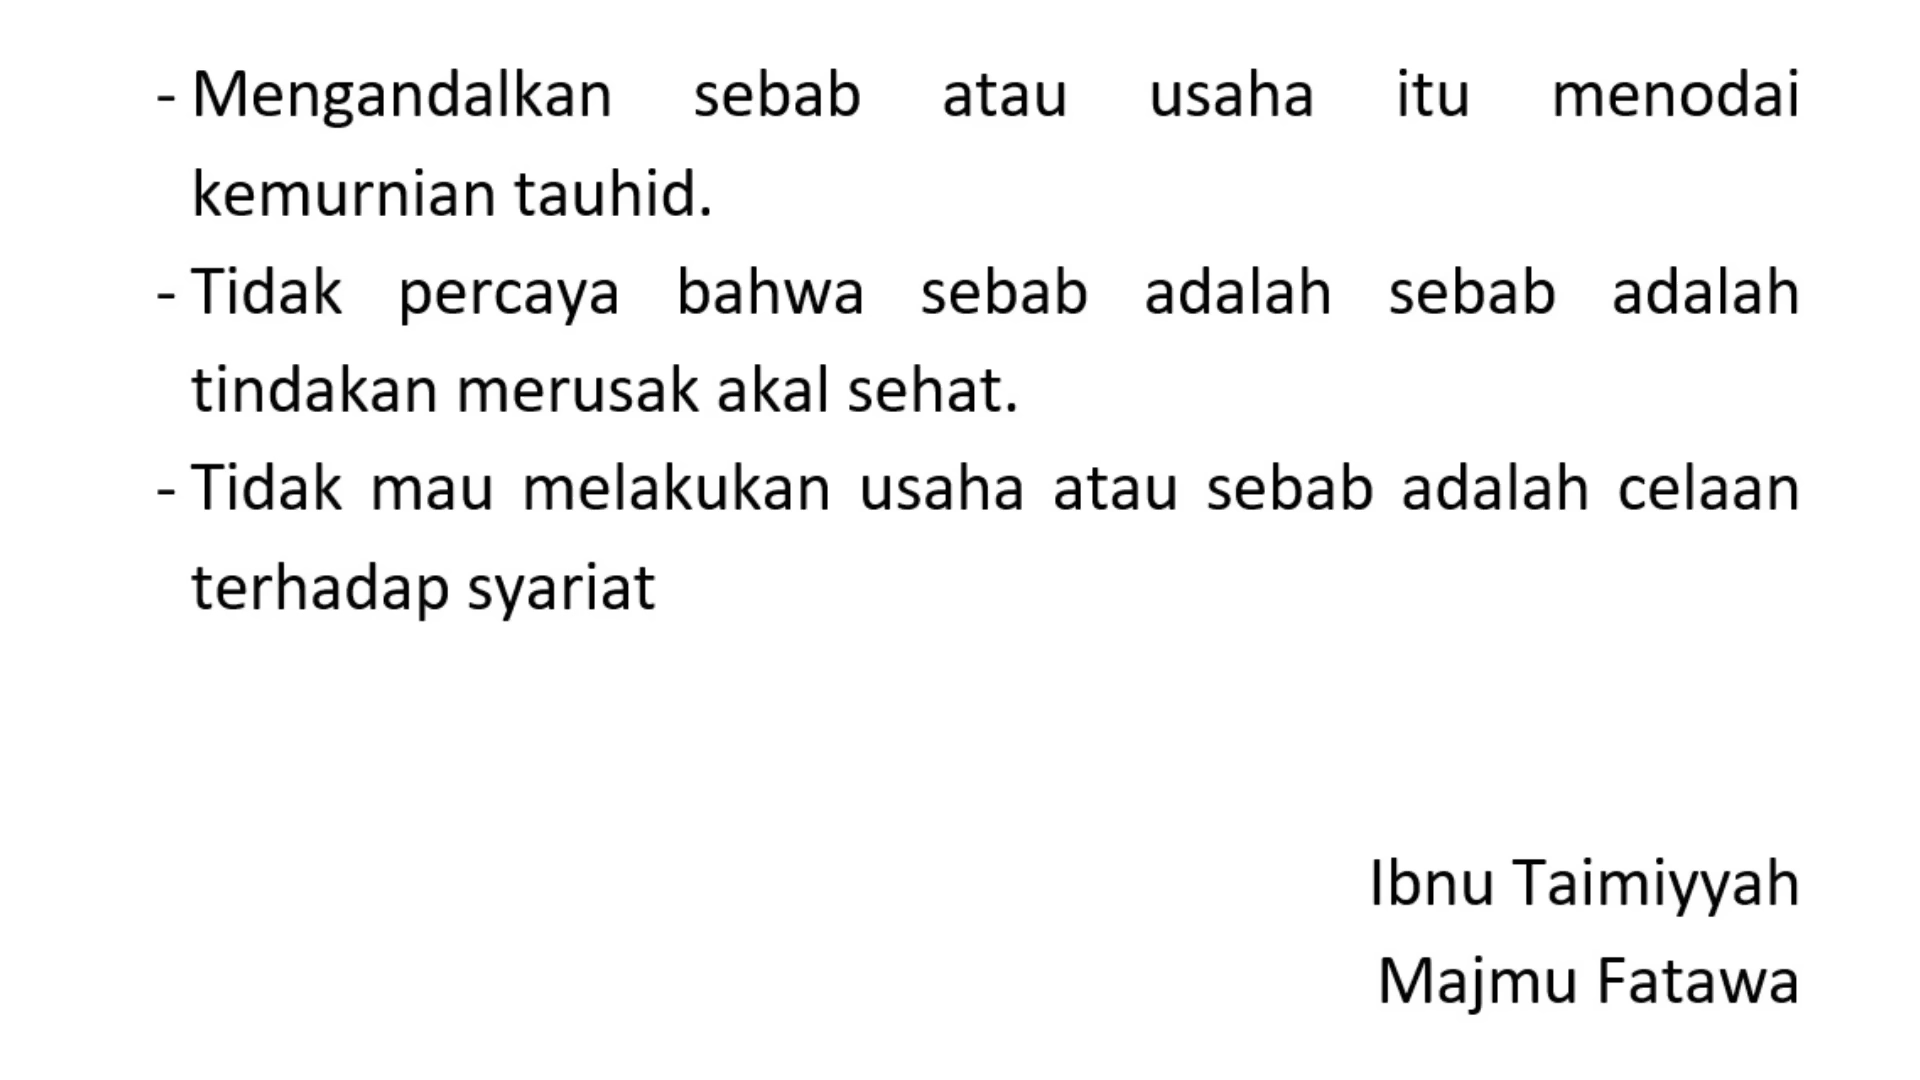 - Mengandalkan sebab atau usaha itu menodai
kemurnian tauhid.
- Tidak percaya bahwa sebab adalah sebab adalah
tindakan merusak akal sehat.
- Tidak mau melakukan usaha atau sebab adalah celaan
terhadap syariat
Ibnu Taimiyyah
Majmu Fatawa